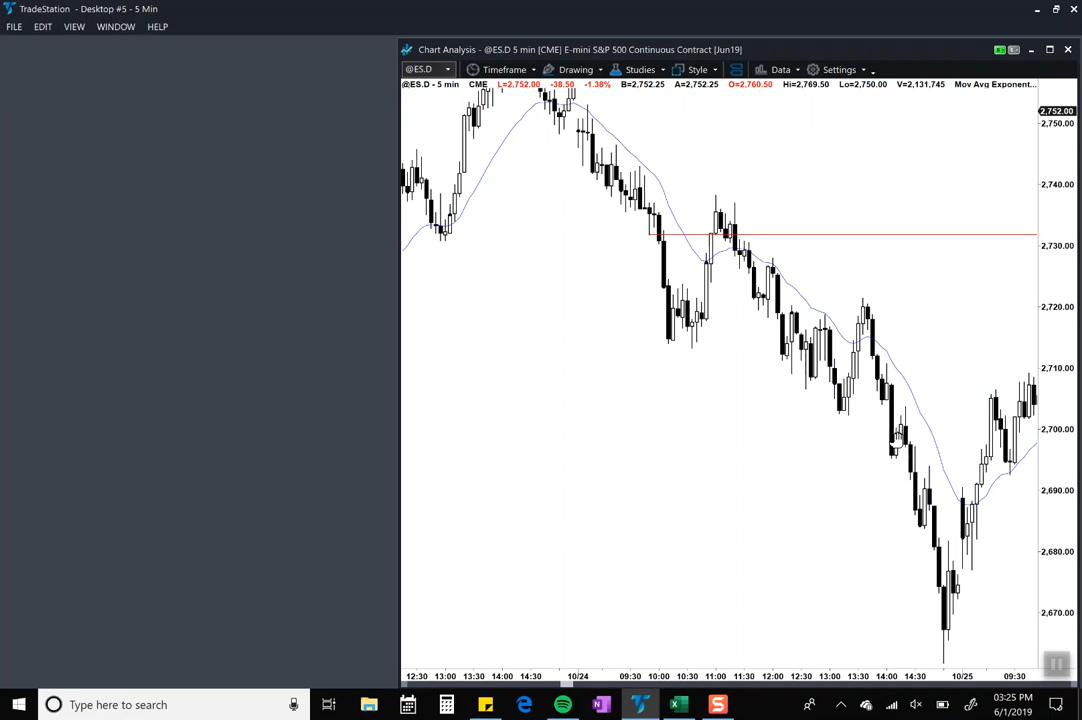 TradeStation - Desktop #5 - 5 Min
FILE EDIT VIEW WINDOW HELP
Chart Analysis - @ES.D 5 min [CME] E-mini S&P 500 Continuous Contract [Jun19]
@ES.D Timeframe Drawing Studies Style Data Settings
@ES.D - 5 min CME L=2,752.00 -38.50 -1.38% B=2,752.25 A=2,752.25 O=2,760.50 Hi=2,769.50 Lo=2,750.00 V=2,131,745 Mov Avg Exponent...
2,752.00
2,750.00
2,740.00
2,730.00
2,720.00
2,710.00
2,700.00
2,690.00
2,680.00
2,670.00
12:30 13:00 13:30 14:00 14:30 10/24 9:30 10:00 10:30 11:00 11:30 12:00 12:30 13:00 13:30 14:00 14:30 10/25 09:30
Type here to search
03:25 PM
6/1/2019